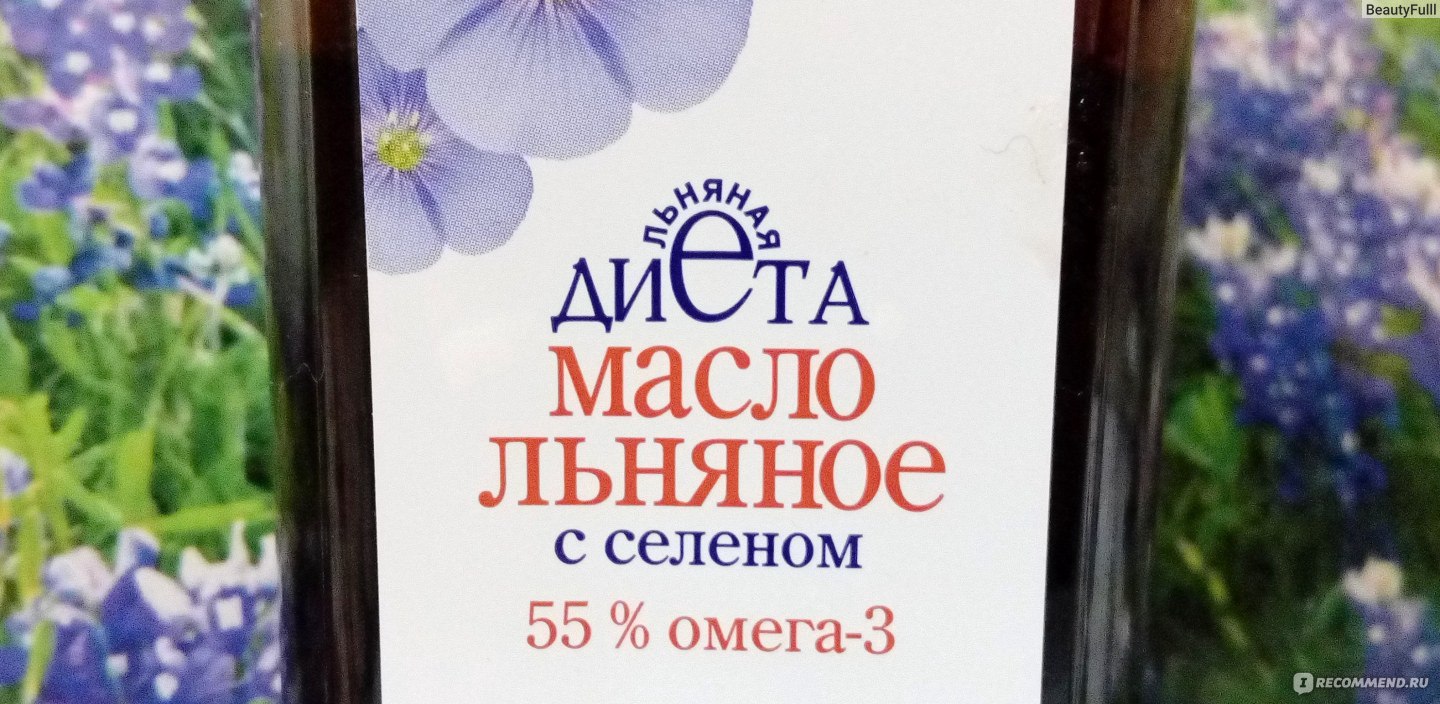 BeautyFulll
ЛЬНЯНАЯ
ДИЕТА
МАСЛО
ЛЬНЯНОЕ
с селеном
55 % омега-3
I RECOMMEND.RU